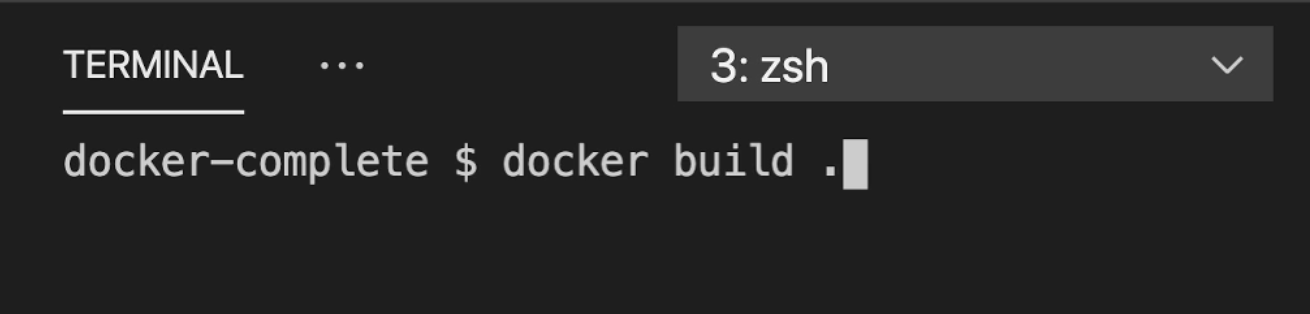 TERMINAL ... 3: zsh
docker-complete $ docker build .